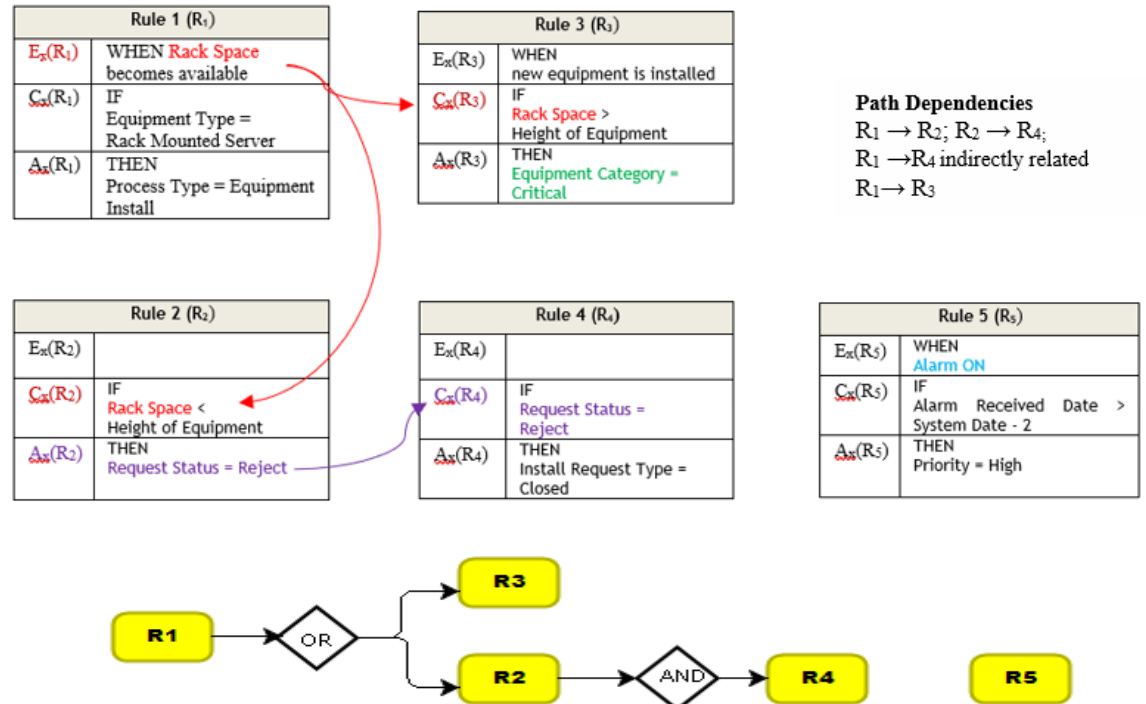 Rule 1 (R₁)
Eₓ(R₁) WHEN Rack Space
becomes available
Cₓ(R₁) IF
Equipment Type =
Rack Mounted Server
Aₓ(R₁) THEN
Process Type = Equipment
Install
Rule 3 (R₃)
Eₓ(R₃) WHEN
new equipment is installed
Cₓ(R₃) IF
Rack Space >
Height of Equipment
Aₓ(R₃) THEN
Equipment Category =
Critical
Path Dependencies
R₁ → R₂; R₂ → R₄;
R₁ →R₄ indirectly related
R₁→ R₃
Rule 2 (R₂)
Eₓ(R₂)
Cₓ(R₂) IF
Rack Space <
Height of Equipment
Aₓ(R₂) THEN
Request Status = Reject
Rule 4 (R₄)
Eₓ(R₄)
Cₓ(R₄) IF
Request Status =
Reject
Aₓ(R₄) THEN
Install Request Type =
Closed
Rule 5 (R₅)
Eₓ(R₅) WHEN
Alarm ON
Cₓ(R₅) IF
Alarm Received Date >
System Date - 2
Aₓ(R₅) THEN
Priority = High
R3
R1
OR
R2
AND
R4
R5